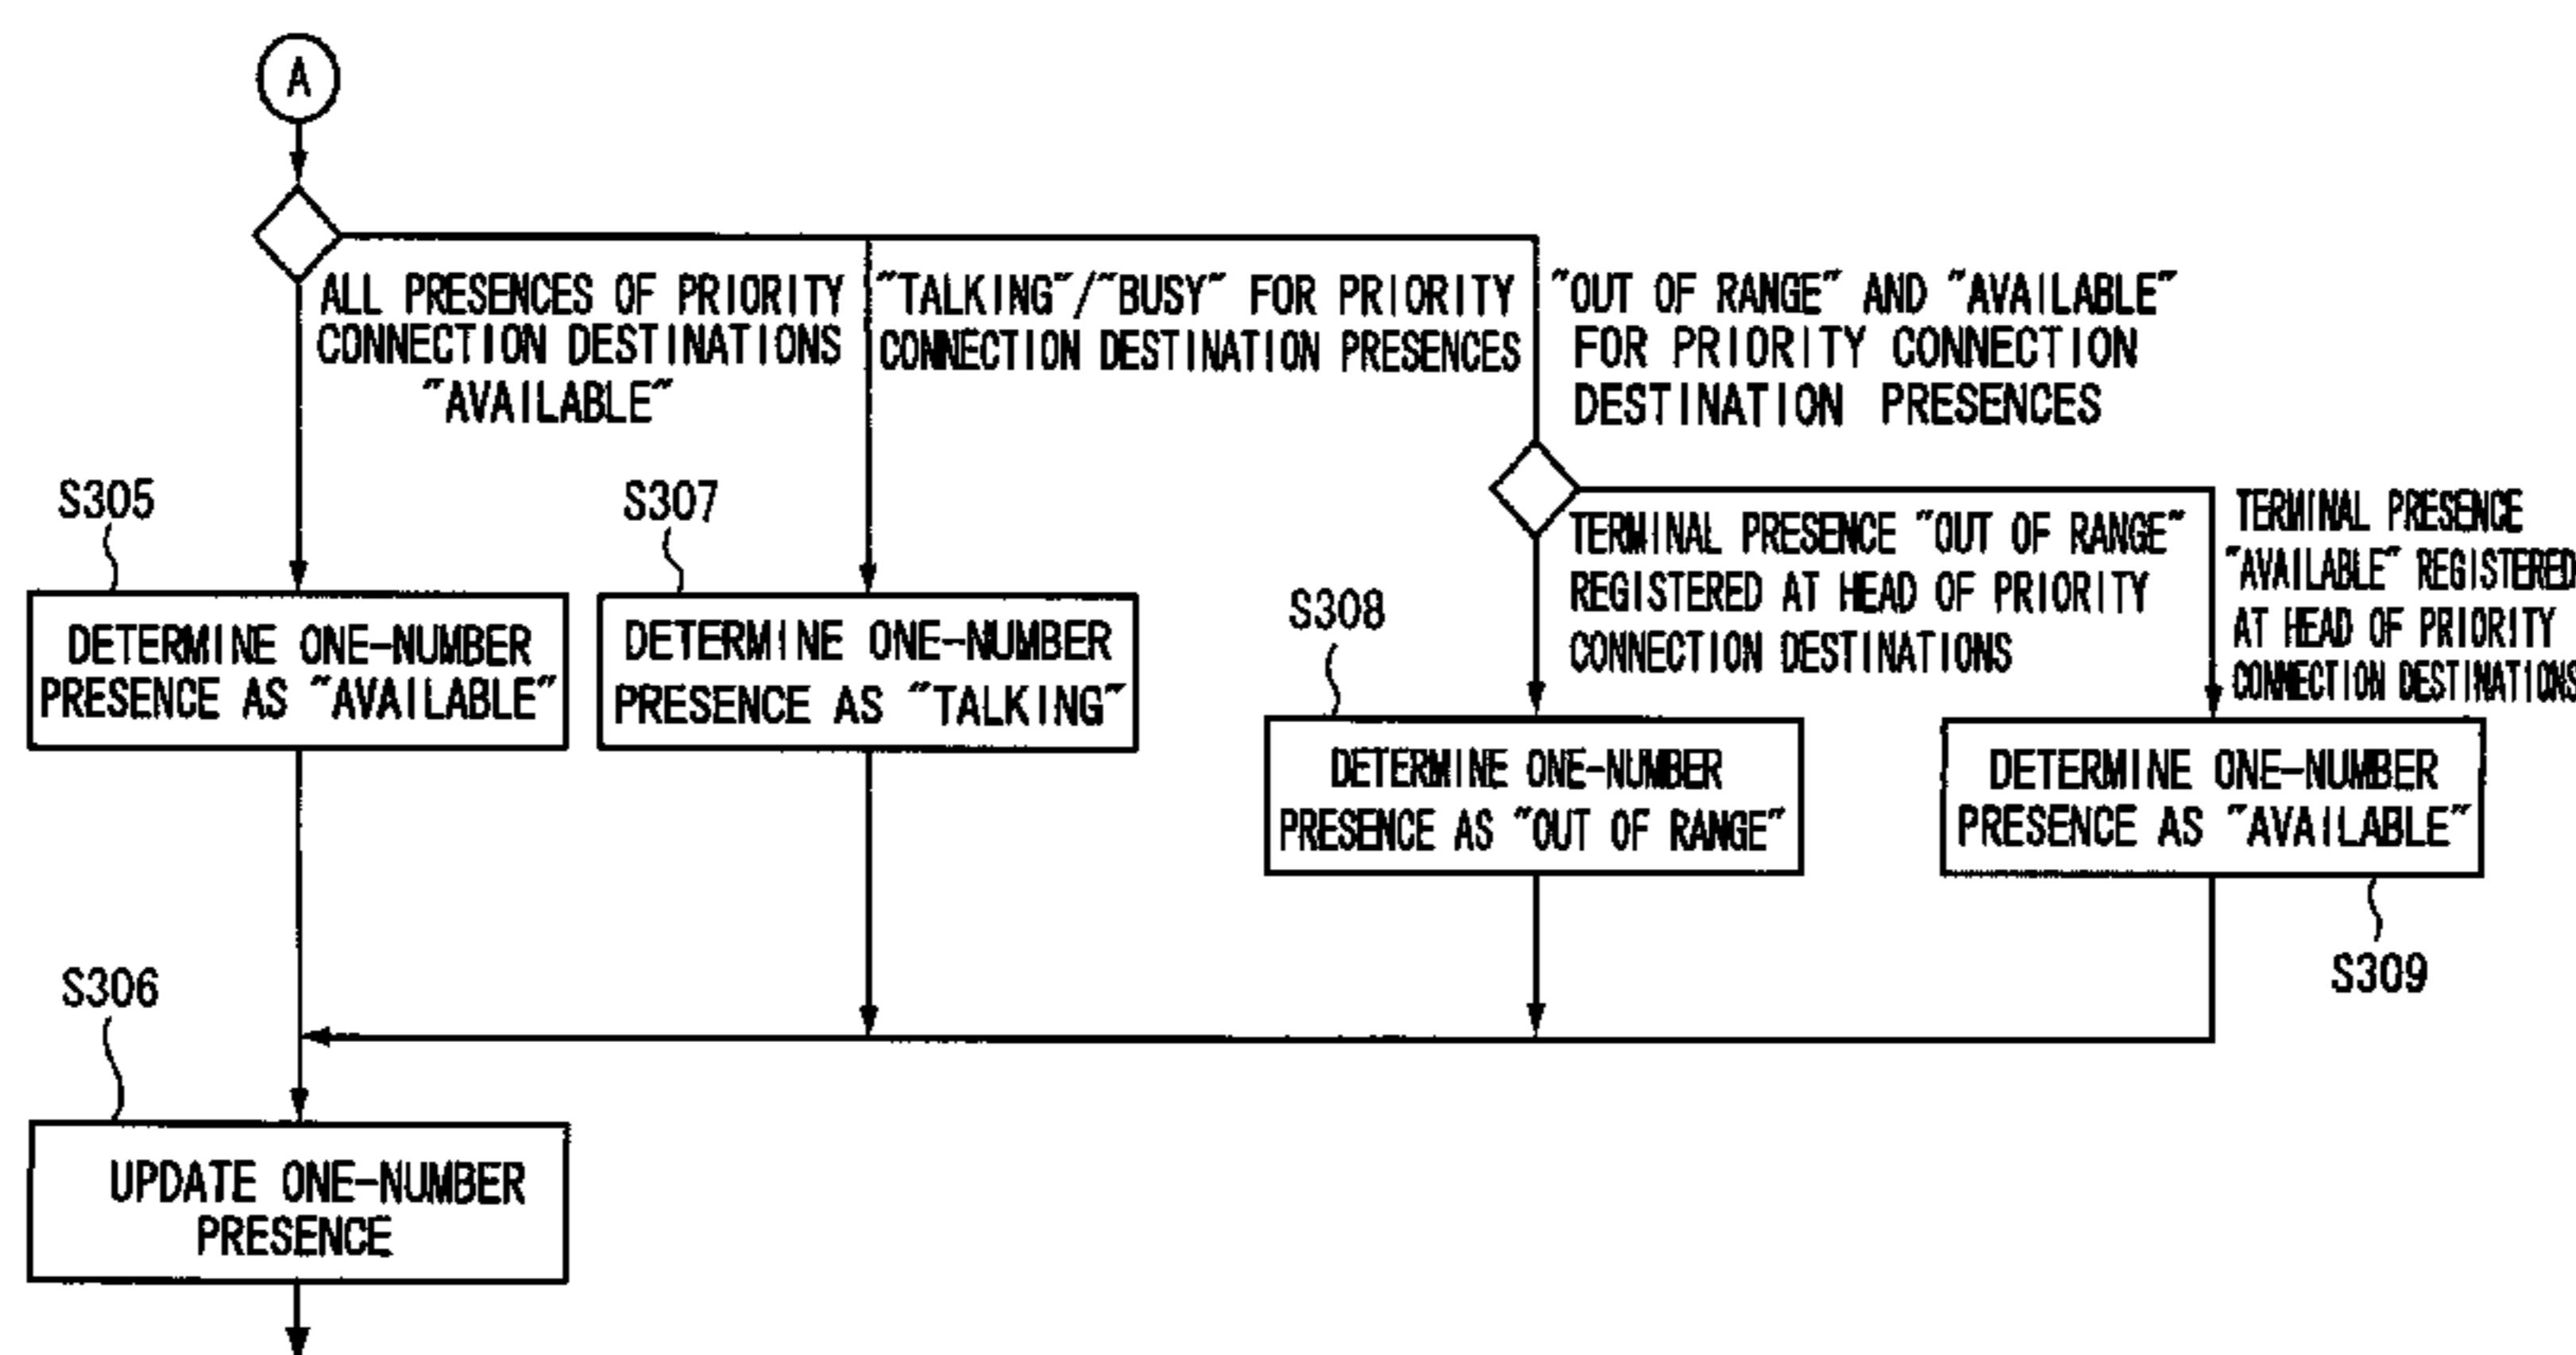 A
ALL PRESENCES OF PRIORITY
CONNECTION DESTINATIONS
"AVAILABLE"
"TALKING"/"BUSY" FOR PRIORITY
CONNECTION DESTINATION PRESENCES
"OUT OF RANGE" AND "AVAILABLE"
FOR PRIORITY CONNECTION
DESTINATION PRESENCES
S305
DETERMINE ONE-NUMBER
PRESENCE AS "AVAILABLE"
S307
DETERMINE ONE-NUMBER
PRESENCE AS "TALKING"
TERMINAL PRESENCE "OUT OF RANGE"
REGISTERED AT HEAD OF PRIORITY
CONNECTION DESTINATIONS
TERMINAL PRESENCE
"AVAILABLE" REGISTERED
AT HEAD OF PRIORITY
CONNECTION DESTINATIONS
S308
DETERMINE ONE-NUMBER
PRESENCE AS "OUT OF RANGE"
DETERMINE ONE-NUMBER
PRESENCE AS "AVAILABLE"
S309
S306
UPDATE ONE-NUMBER
PRESENCE